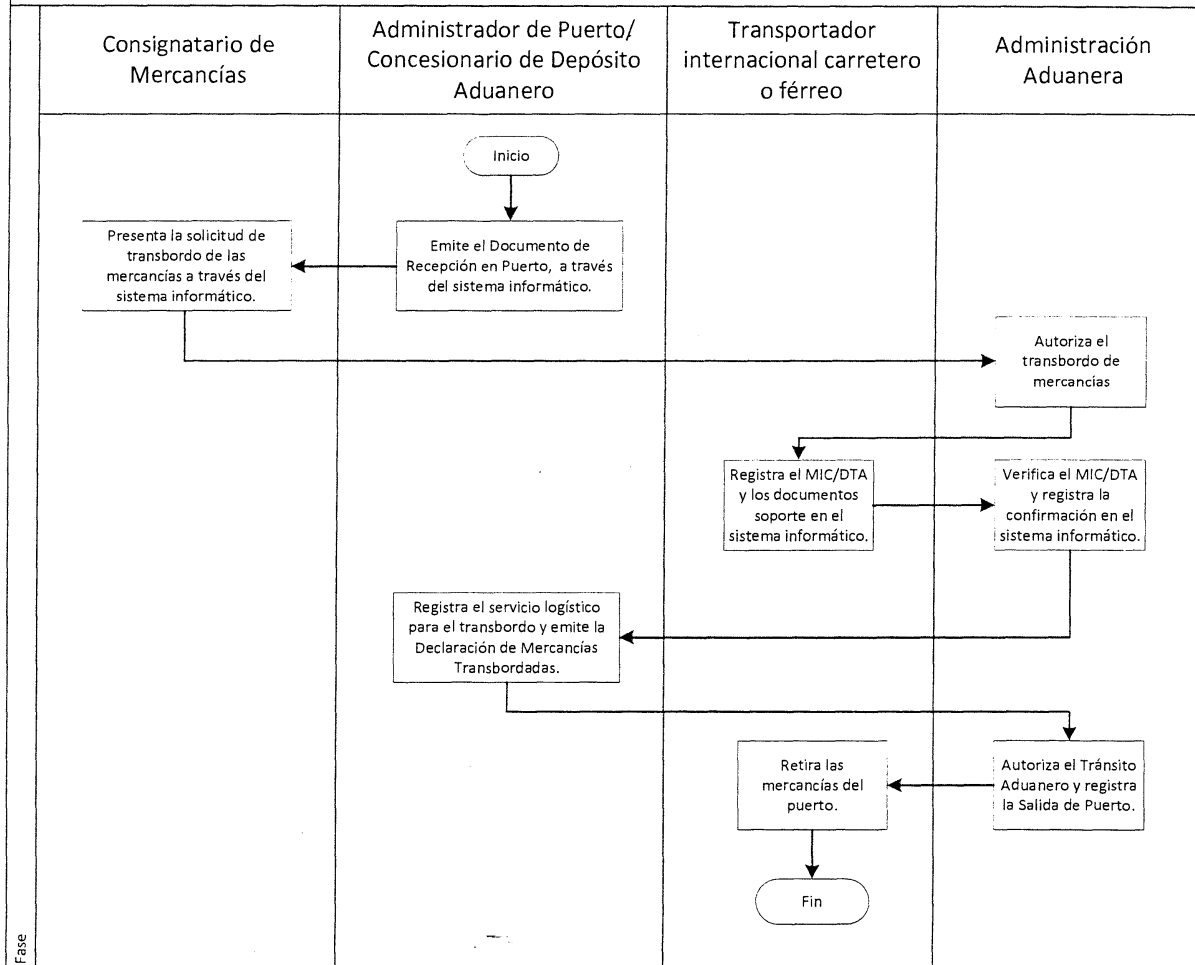 Consignatario de
Mercancías
Administrador de Puerto/
Concesionario de Depósito
Aduanero
Transportador
internacional carretero
o férreo
Administración
Aduanera
Inicio
Emite el Documento de
Recepción en Puerto, a través
del sistema informático.
Presenta la solicitud de
transbordo de las
mercancías a través del
sistema informático.
Autoriza el
transbordo de
mercancías
Registra el MIC/DTA
y los documentos
soporte en el
sistema informático.
Verifica el MIC/DTA
y registra la
confirmación en el
sistema informático.
Registra el servicio logístico
para el transbordo y emite la
Declaración de Mercancías
Transbordadas.
Autoriza el Tránsito
Aduanero y registra
la Salida de Puerto.
Retira las
mercancías del
puerto.
Fin
Fase